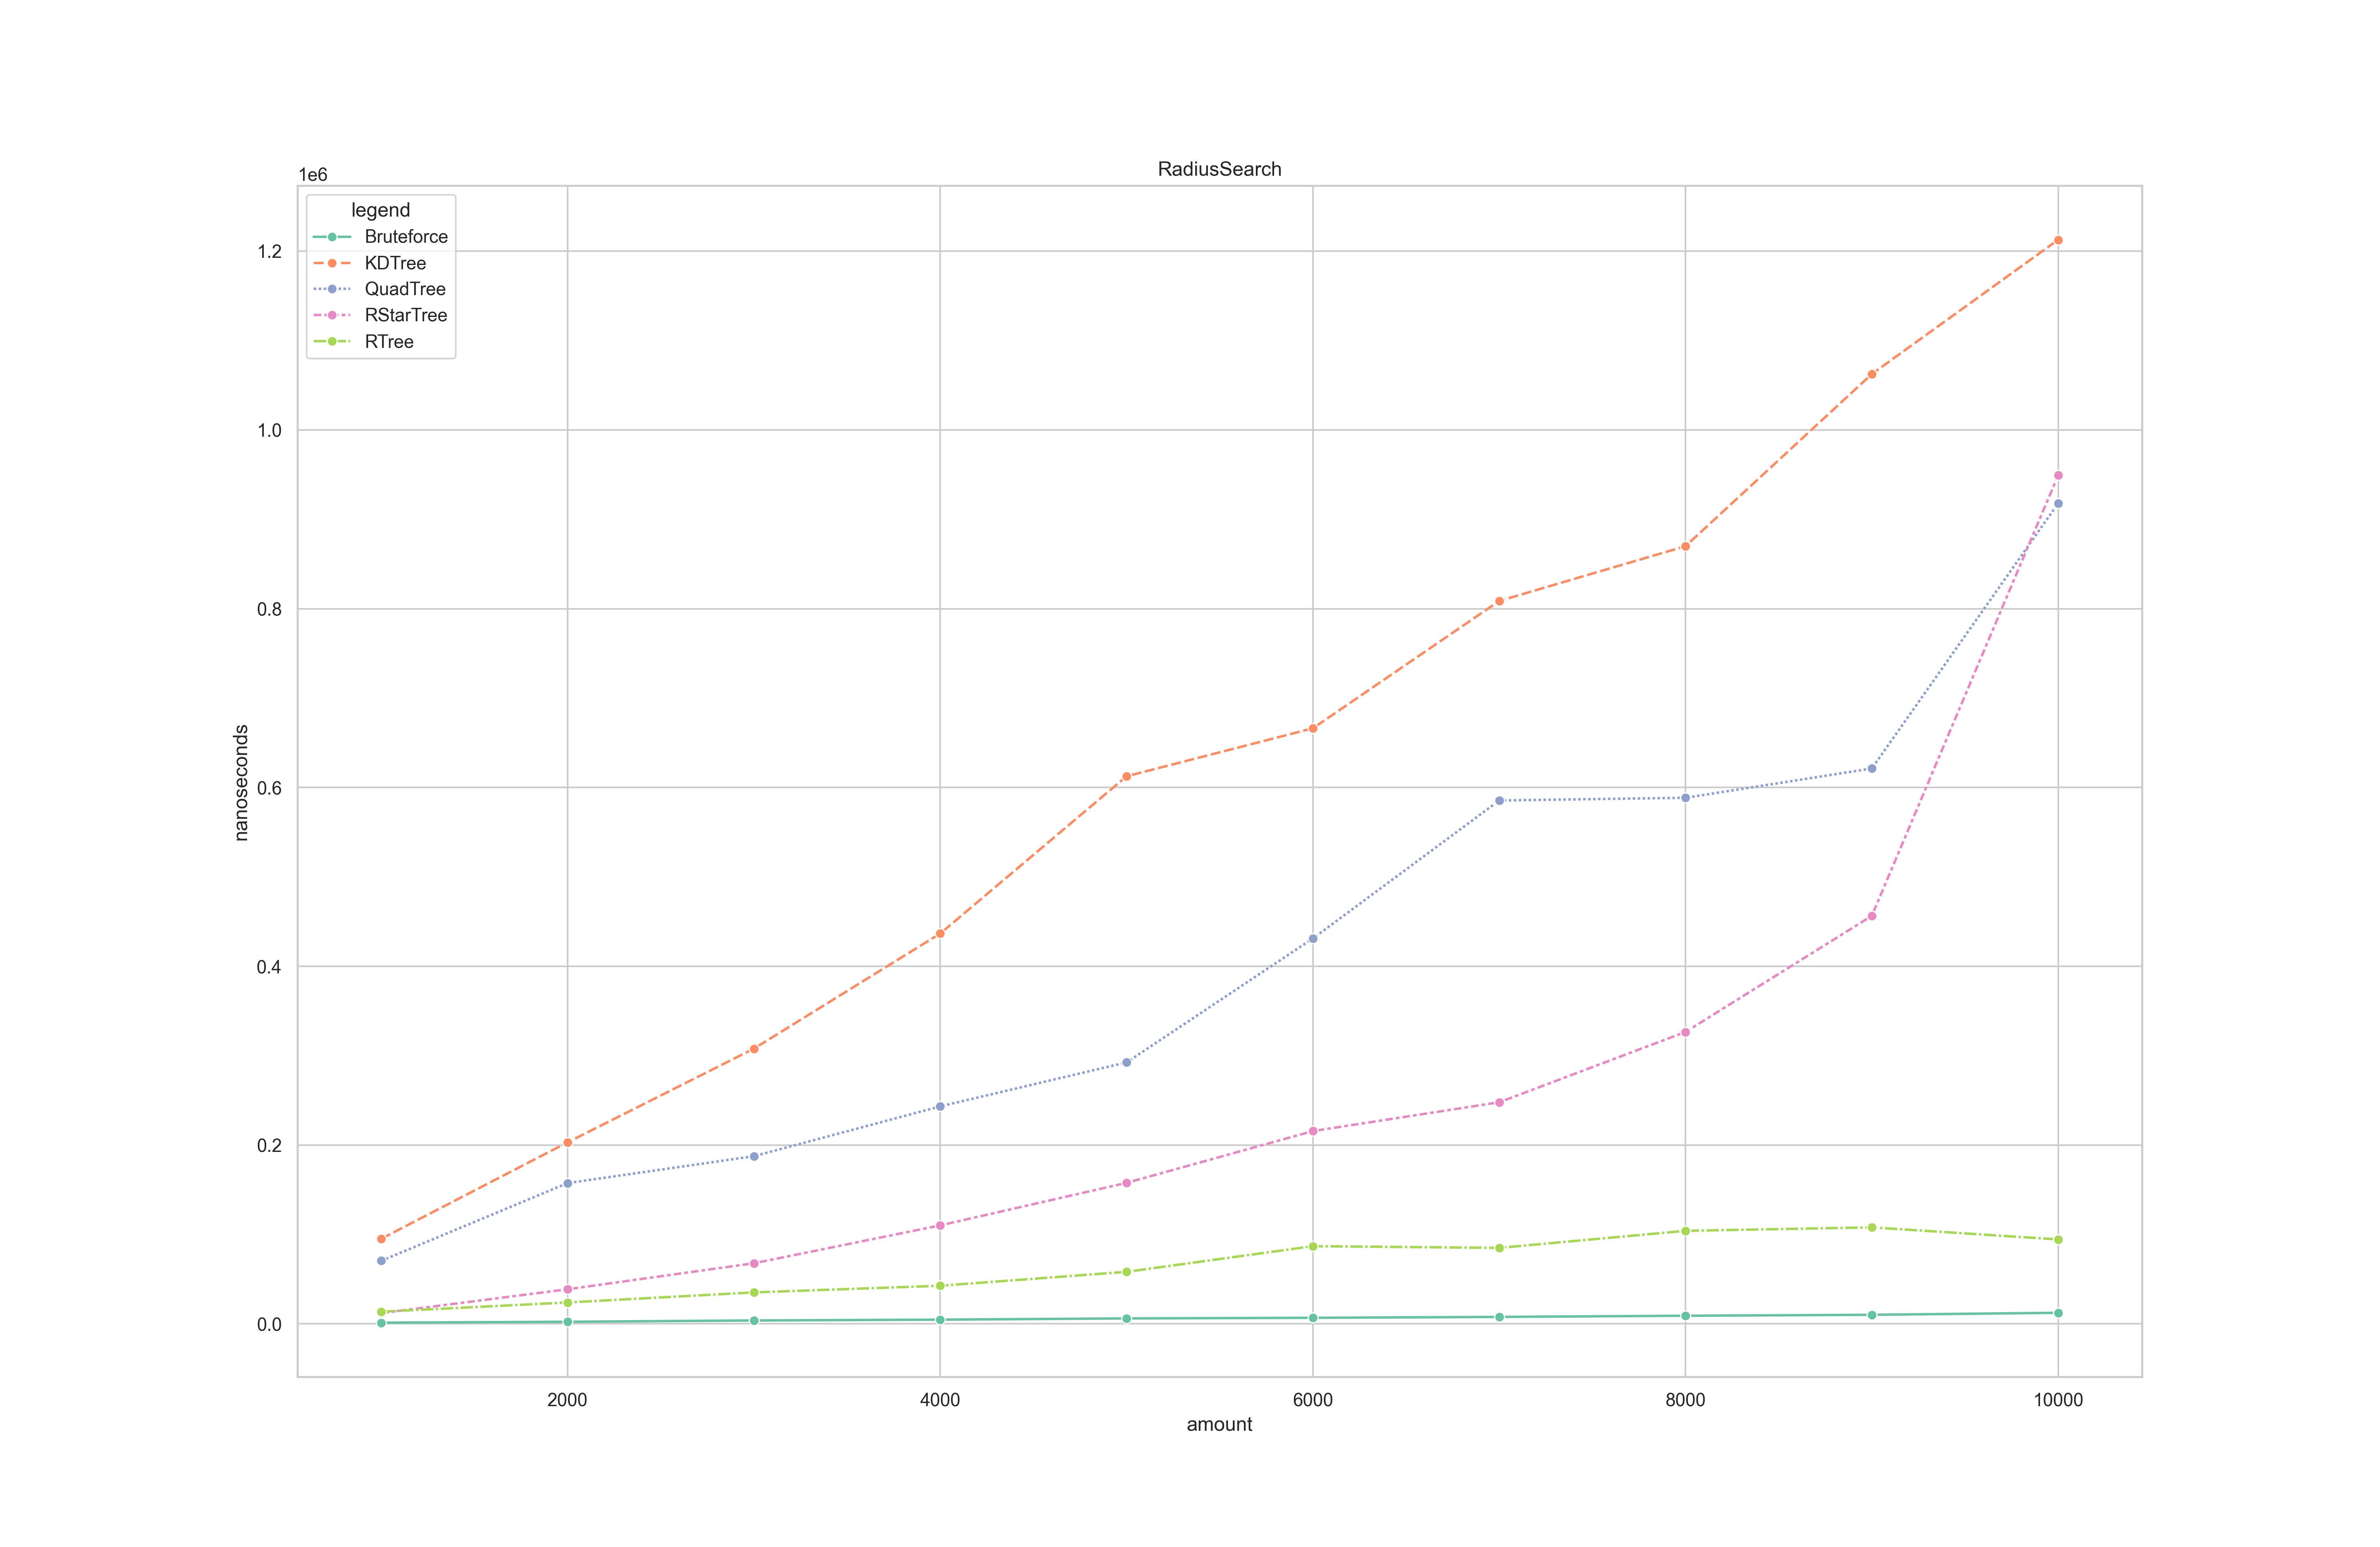 RadiusSearch
1e6
legend
Bruteforce
KDTree
QuadTree
RStarTree
RTree
1.2
1.0
0.8
0.6
0.4
0.2
0.0
nanoseconds
2000 4000 6000 8000 10000
amount